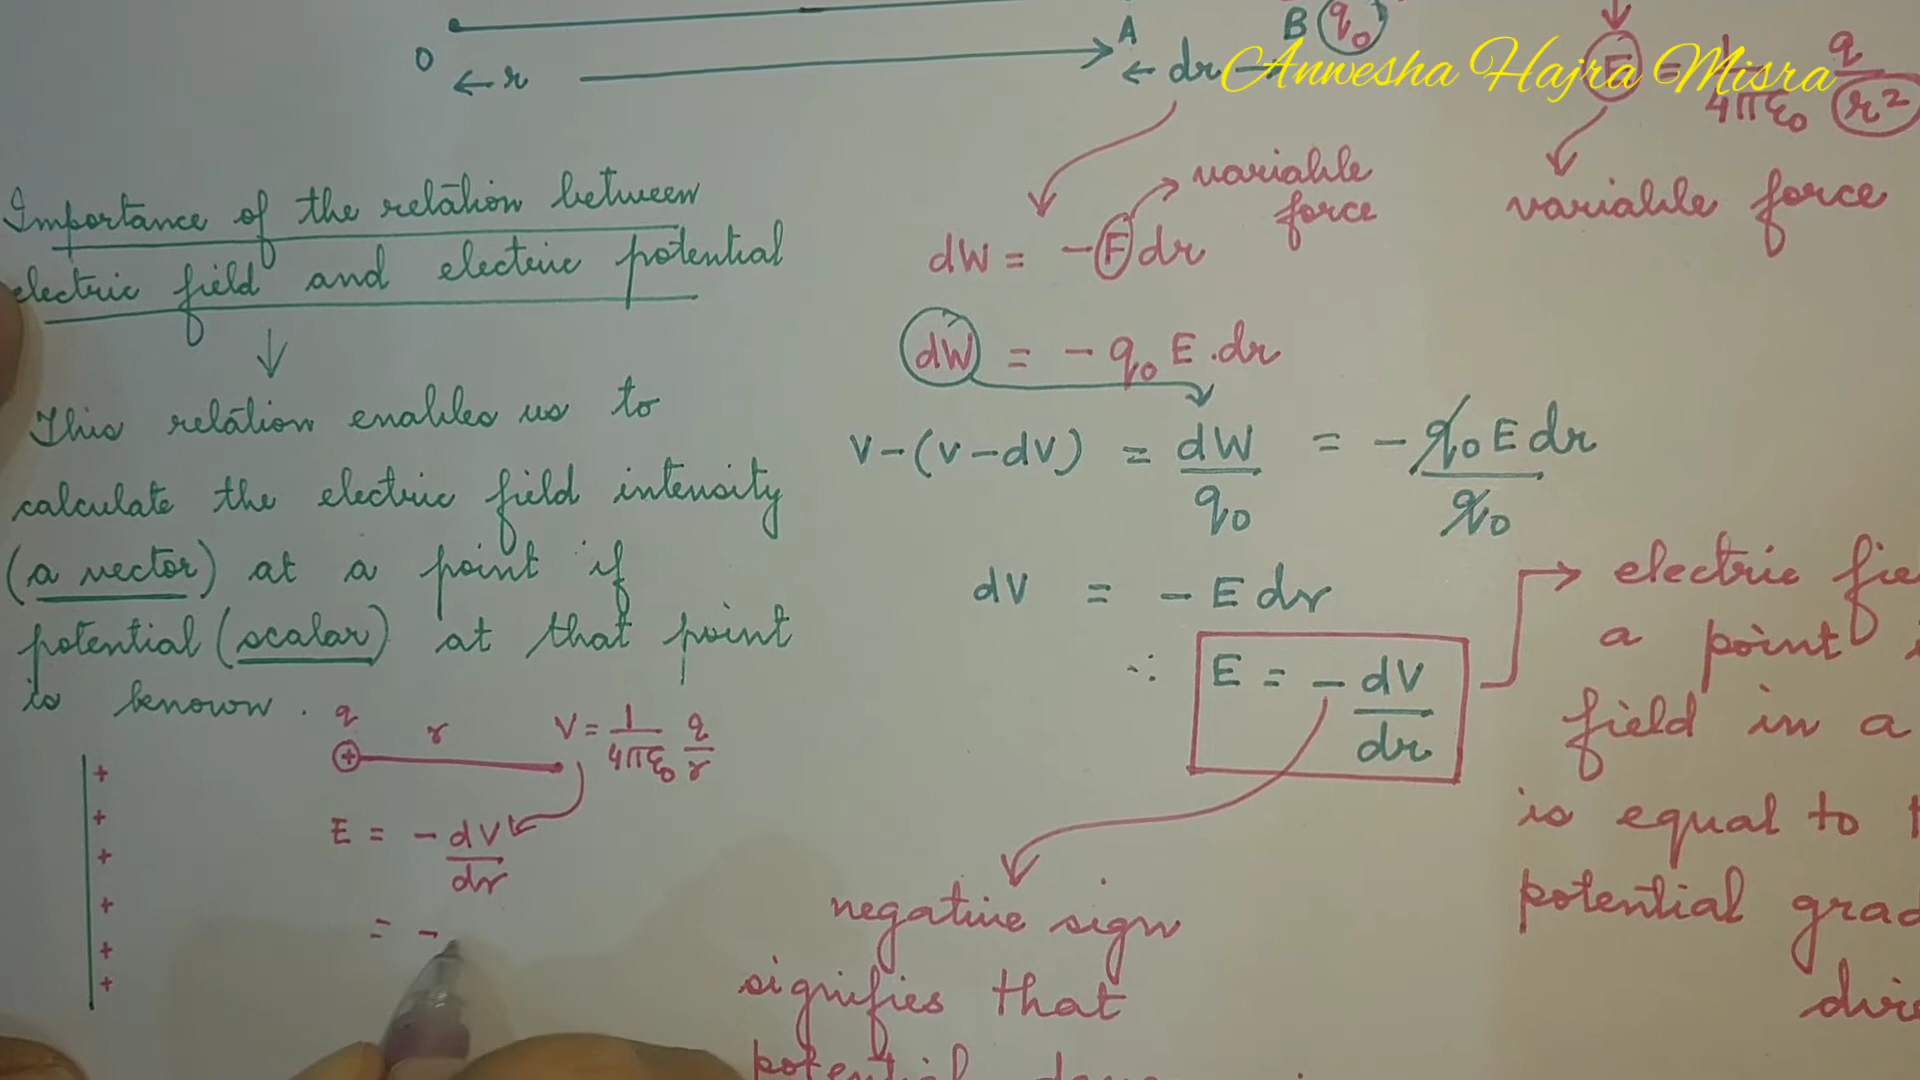 O
← r →
A
B q₀
← dr →
Anwesha Hajra Misra
E = 1/4πε₀ q/r²
variable force
Importance of the relation between
electric field and electric potential
↓
This relation enables us to
calculate the electric field intensity
(a vector) at a point if
potential (scalar) at that point
is known.
q r V = 1/4πε₀ q/r
+
+
+
+
+
+
+
E = - dV/dr
= -
variable
force
dW = - F dr
dW = - q₀ E . dr
V - (V - dV) = dW/q₀ = - q₀ E dr/q₀
dV = - E dr
∴ E = - dV/dr
negative sign
signifies that
potential
electric
a point
field in a
is equal to
potential